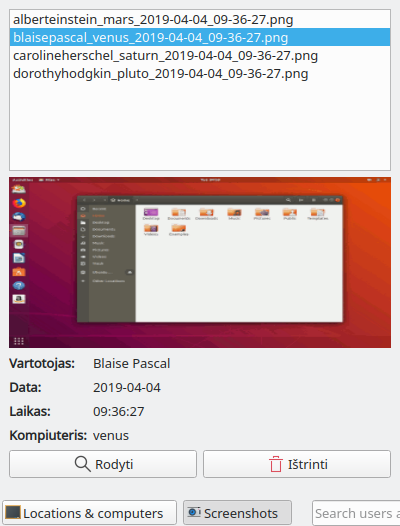 alberteinstein_mars_2019-04-04_09-36-27.png
blaisepascal_venus_2019-04-04_09-36-27.png
carolineherschel_saturn_2019-04-04_09-36-27.png
dorothyhodgkin_pluto_2019-04-04_09-36-27.png
Vartotojas: Blaise Pascal
Data: 2019-04-04
Laikas: 09:36:27
Kompiuteris: venus
Rodyti Ištrinti
Locations & computers Screenshots Search users a